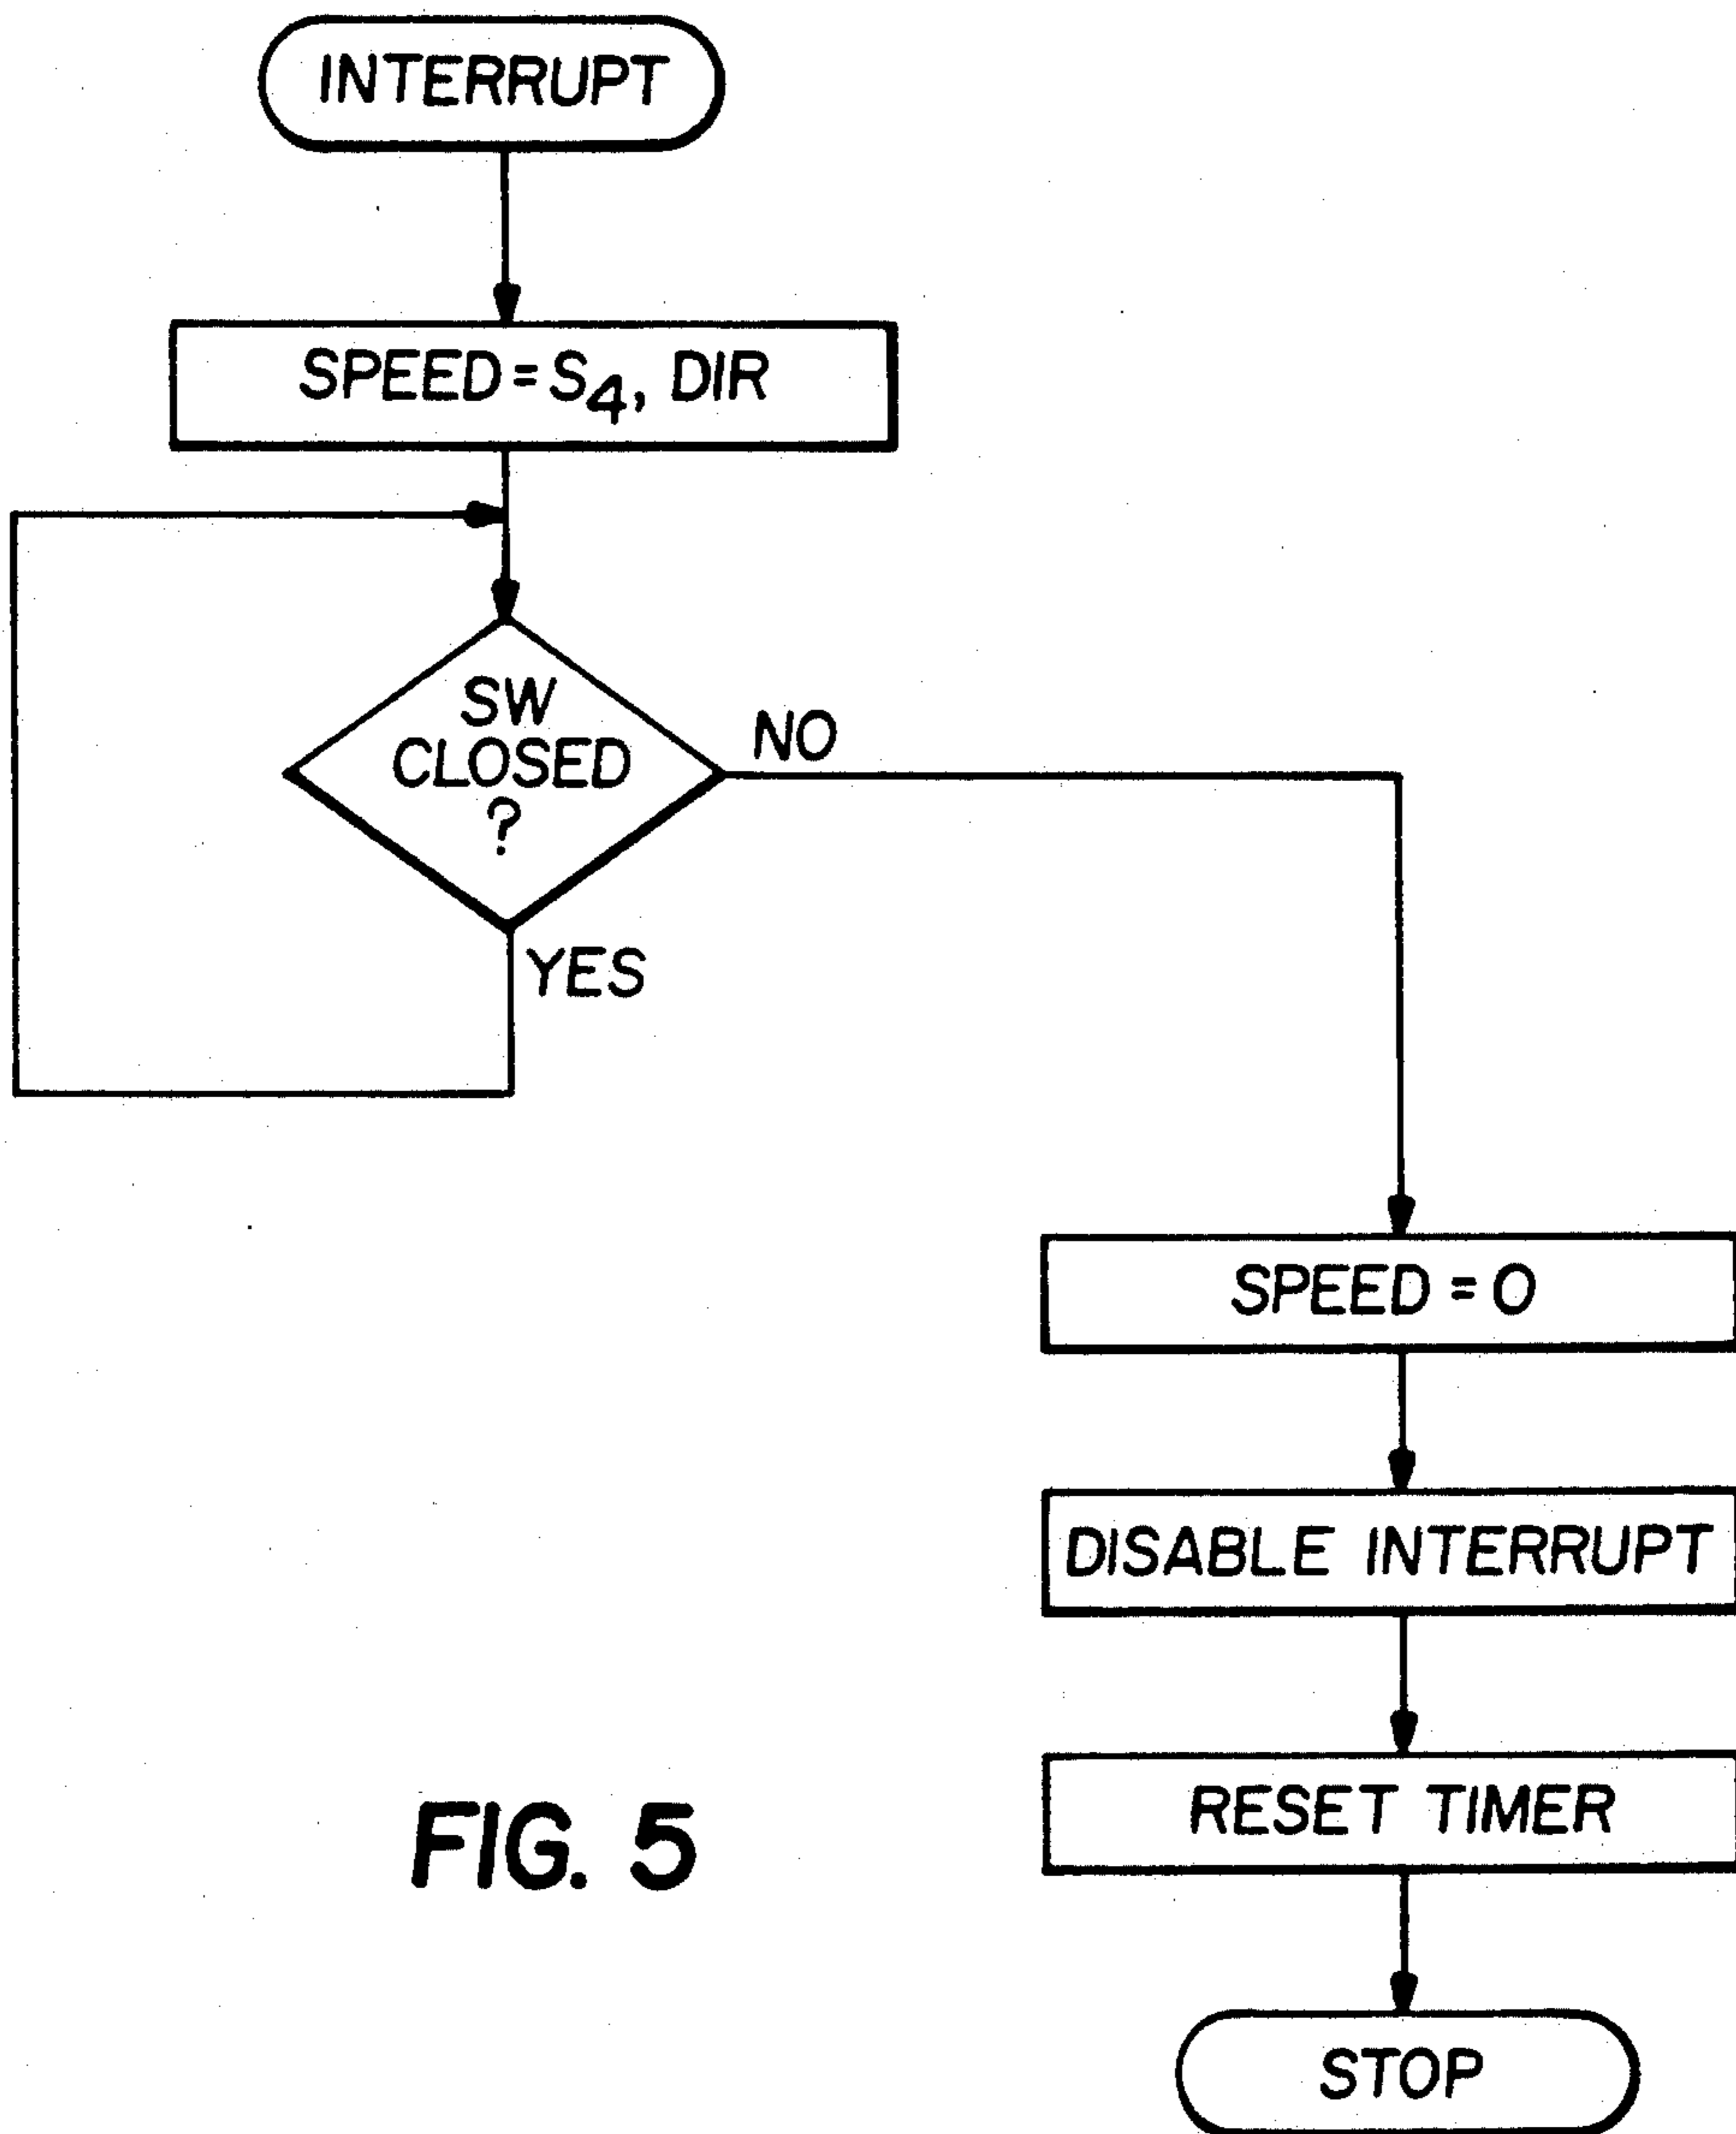 INTERRUPT
SPEED = S4, DIR
SW
CLOSED
?
NO
YES
SPEED = 0
DISABLE INTERRUPT
RESET TIMER
STOP
FIG. 5